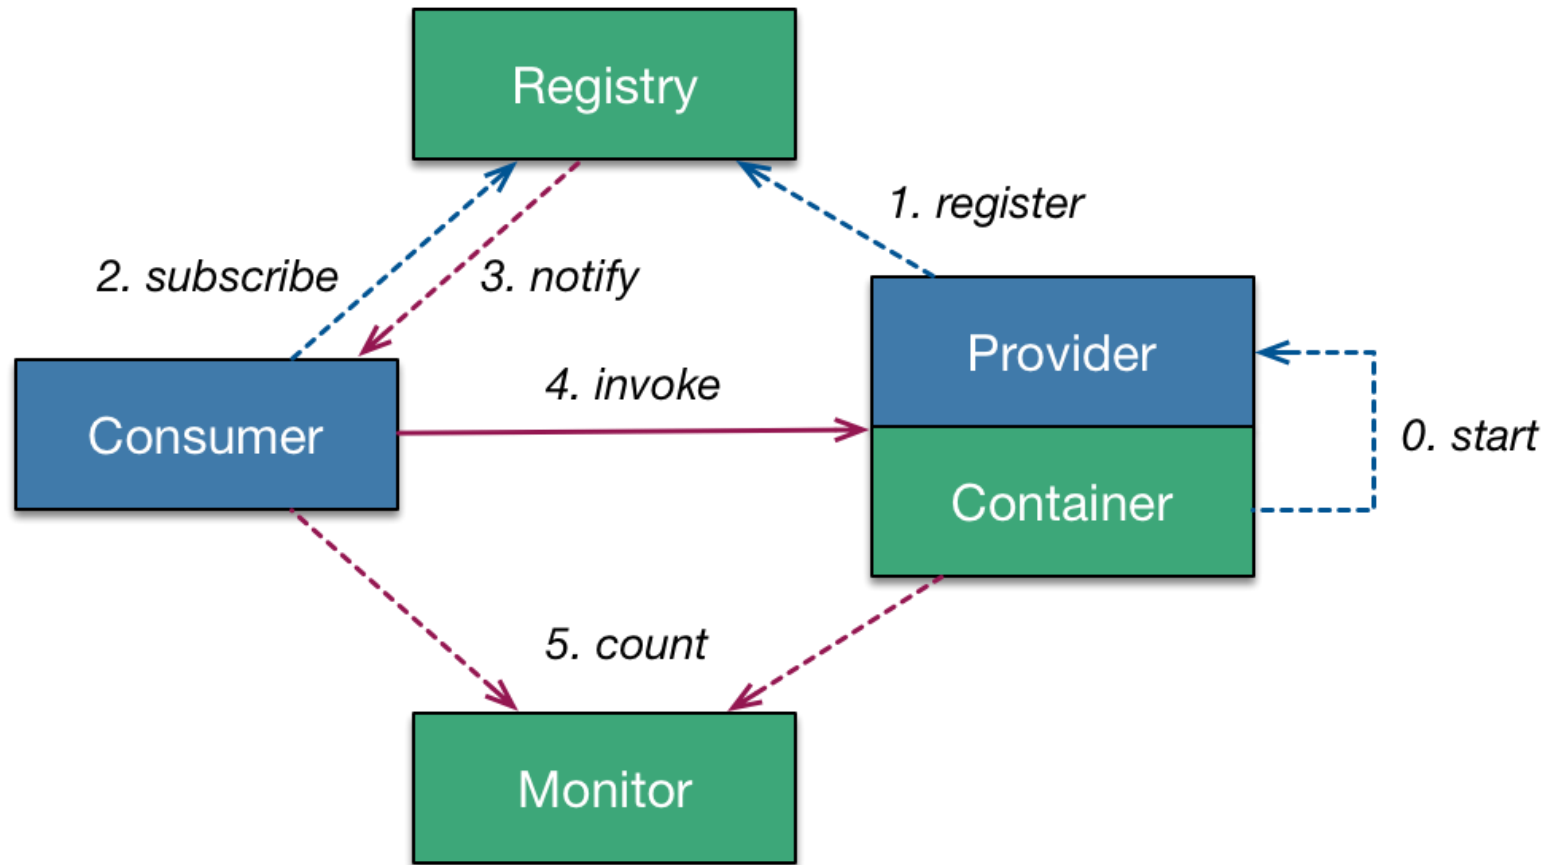 Registry
1. register
2. subscribe
3. notify
Provider
4. invoke
Consumer
0. start
Container
5. count
Monitor